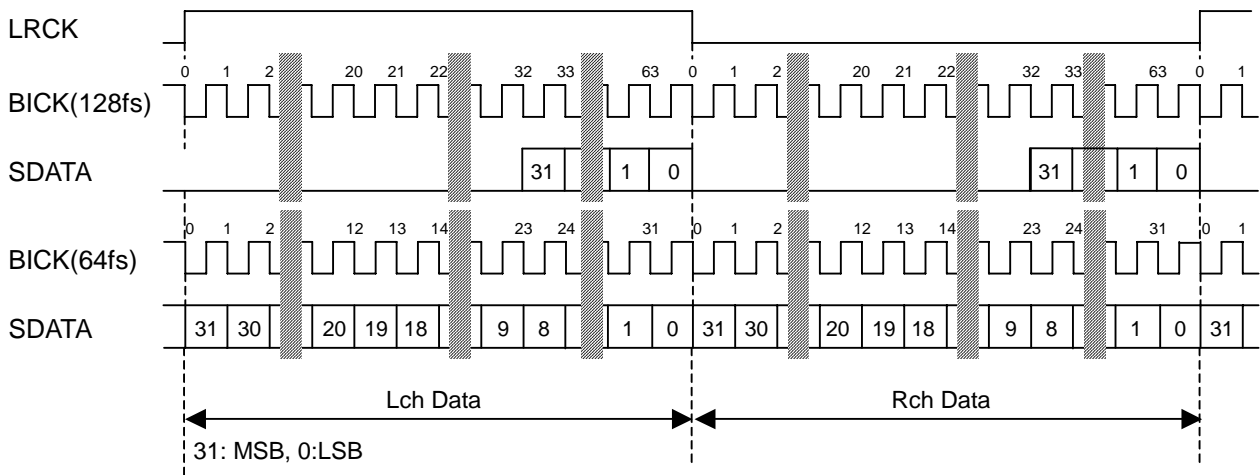 LRCK
0 1 2 20 21 22 32 33 63 0 1 2 20 21 22 32 33 63 0 1
BICK(128fs)
SDATA 31 1 0 31 1 0
0 1 2 12 13 14 23 24 31 0 1 2 12 13 14 23 24 31 0 1
BICK(64fs)
SDATA 31 30 20 19 18 9 8 1 0 31 30 20 19 18 9 8 1 0 31
Lch Data Rch Data
31: MSB, 0:LSB